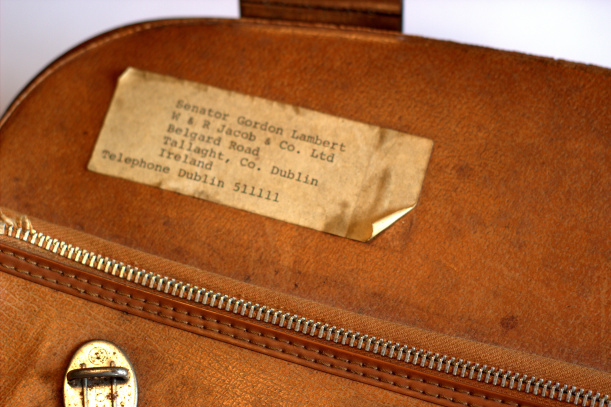 Senator Gordon Lambert
W & R Jacob & Co. Ltd
Belgard Road
Tallaght, Co. Dublin
Ireland
Telephone Dublin 511111